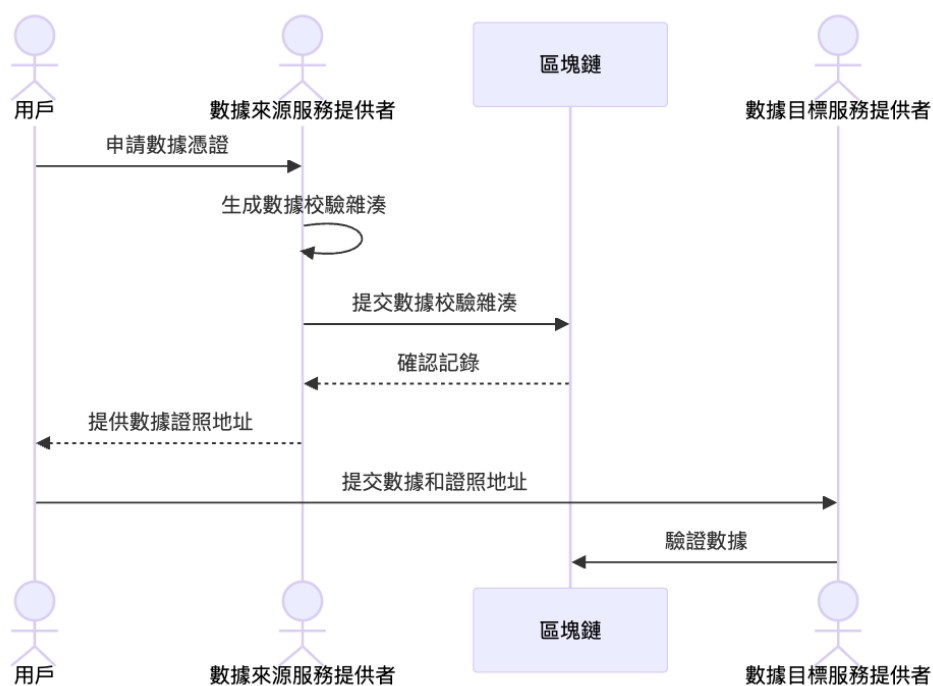 用戶
數據來源服務提供者
區塊鏈
數據目標服務提供者
申請數據憑證
生成數據校驗雜湊
提交數據校驗雜湊
確認記錄
提供數據證照地址
提交數據和證照地址
驗證數據
用戶
數據來源服務提供者
區塊鏈
數據目標服務提供者